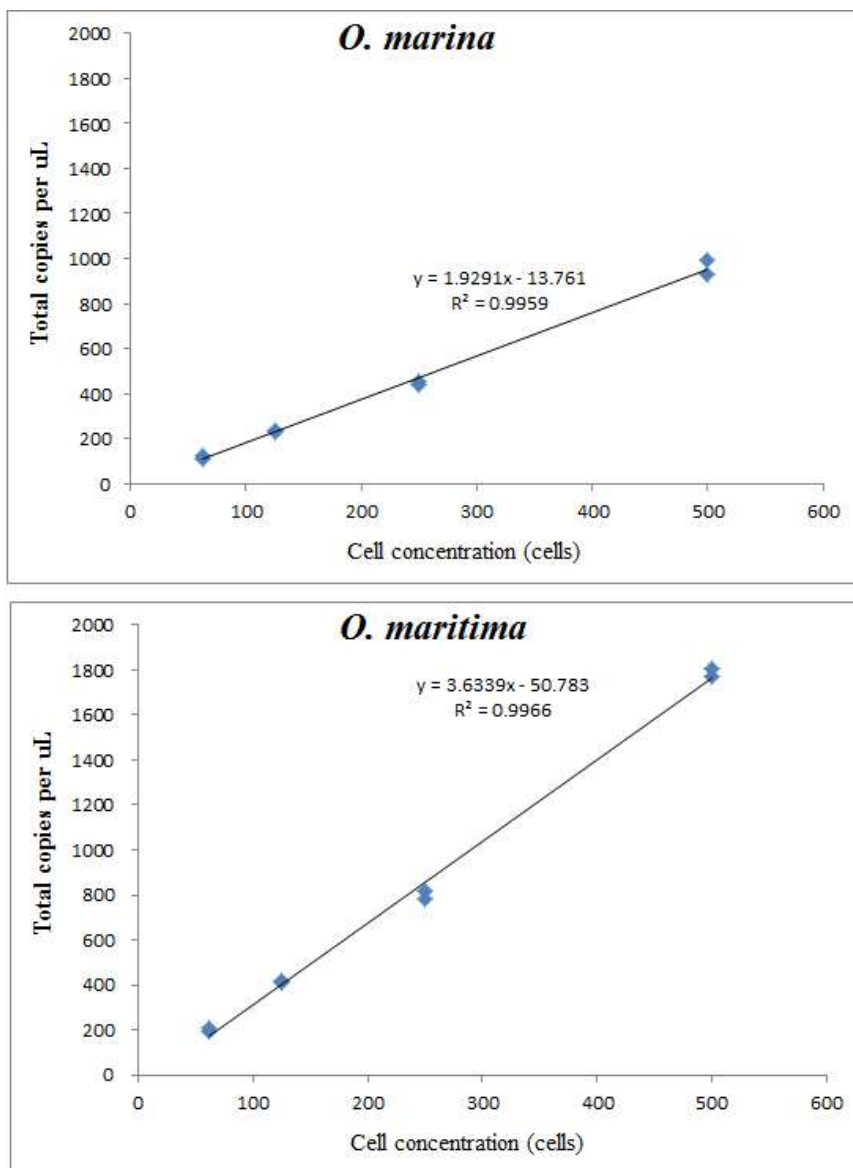 O. marina
2000
1800
1600
1400
1200
1000
800
600
400
200
0
Total copies per uL
y = 1.9291x - 13.761
R² = 0.9959
0 100 200 300 400 500 600
Cell concentration (cells)
O. maritima
2000
1800
1600
1400
1200
1000
800
600
400
200
0
Total copies per uL
y = 3.6339x - 50.783
R² = 0.9966
0 100 200 300 400 500 600
Cell concentration (cells)